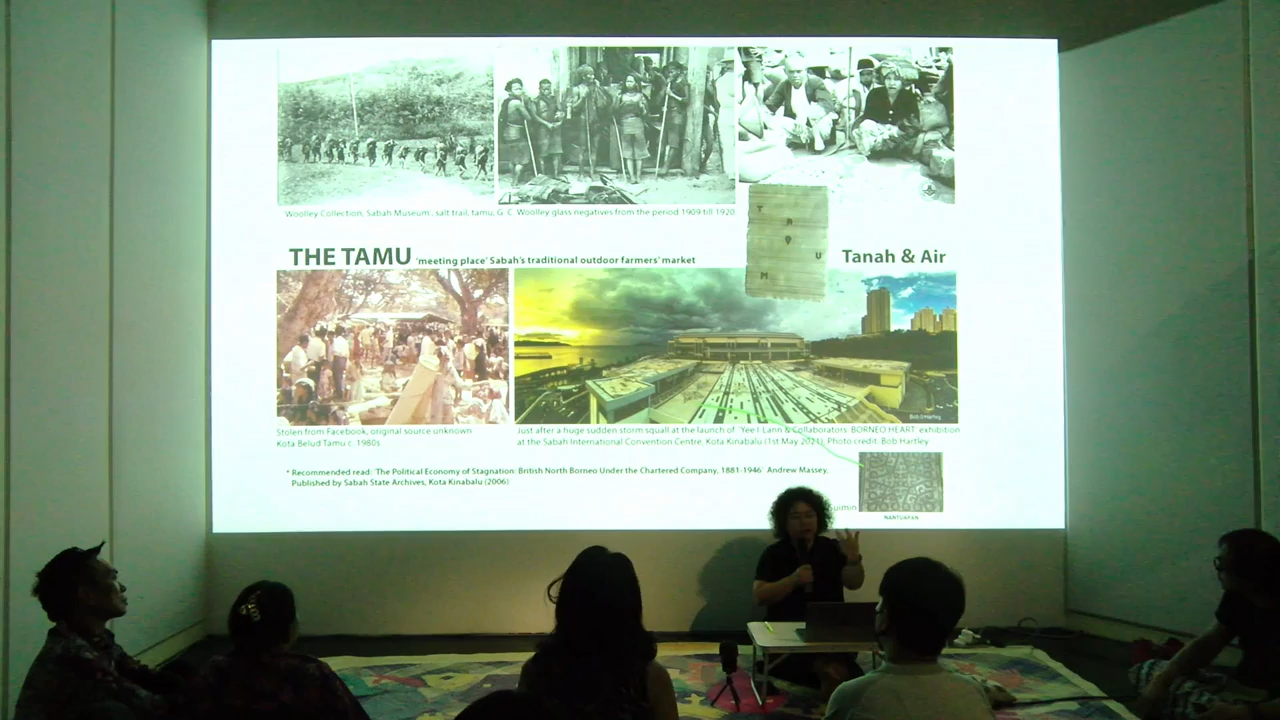 'Woolley Collection, Sabah Museum', salt trail, tamu, G. C. Woolley glass negatives from the period 1909 till 1920.
T
A
O
U
M
THE TAMU 'meeting place' Sabah's traditional outdoor farmers' market
Tanah & Air
Bob Hartley
Stolen from Facebook, original source unknown
Kota Belud Tamu c. 1980s
Just after a huge sudden storm squall at the launch of 'Yee I-Lann & Collaborators: BORNEO HEART' exhibition
at the Sabah International Convention Centre, Kota Kinabalu (1st May 2021). Photo credit: Bob Hartley
* Recommended read: 'The Political Economy of Stagnation: British North Borneo Under the Chartered Company, 1881-1946' Andrew Massey,
Published by Sabah State Archives, Kota Kinabalu (2006)
NANTUAPAN